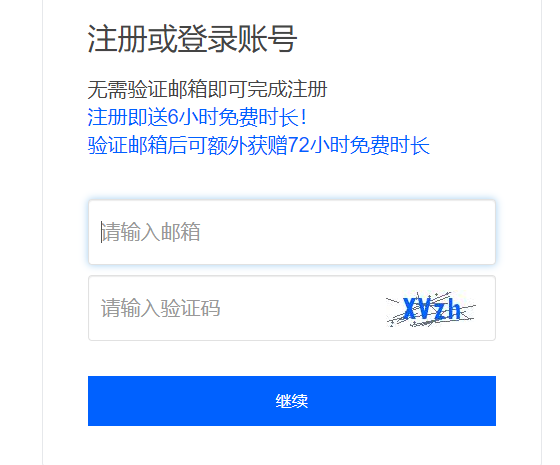 注册或登录账号
无需验证邮箱即可完成注册
注册即送6小时免费时长!
验证邮箱后可额外获赠72小时免费时长
请输入邮箱
请输入验证码
XVzh
继续